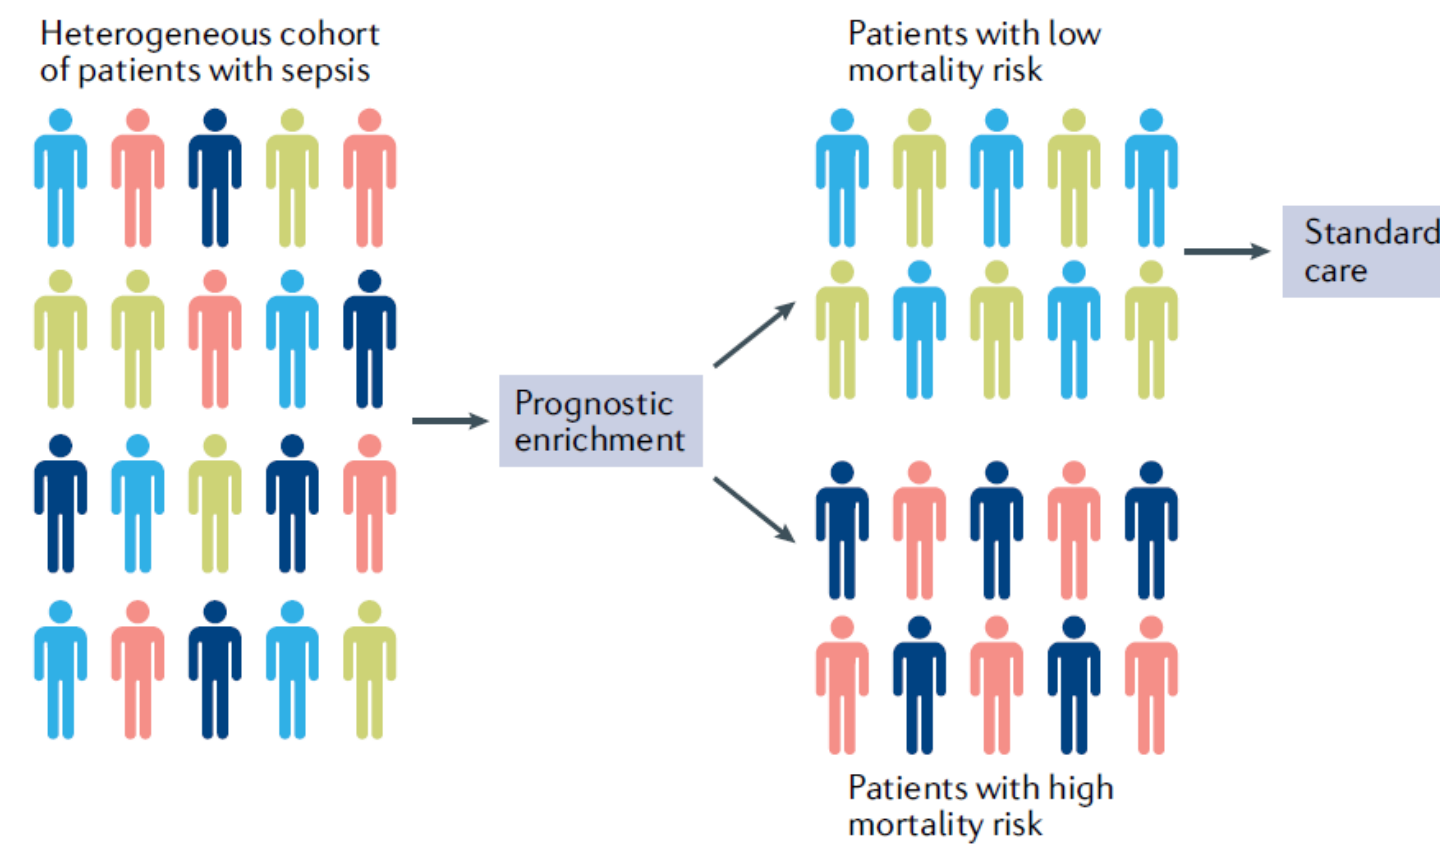 Heterogeneous cohort
of patients with sepsis
Prognostic
enrichment
Patients with low
mortality risk
Standard
care
Patients with high
mortality risk